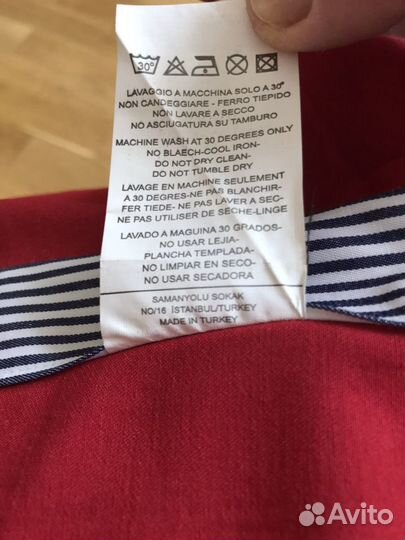 30°
LAVAGGIO A MACCHINA SOLO A 30°
NON CANDEGGIARE - FERRO TIEPIDO
NON LAVARE A SECCO
NO ASCIUGATURA SU TAMBURO
MACHINE WASH AT 30 DEGREES ONLY
NO BLAECH-COOL IRON-
DO NOT DRY CLEAN-
DO NOT TUMBLE DRY
LAVAGE EN MACHINE SEULEMENT
A 30 DEGRES-NE PAS BLANCHIR-
FER TIEDE- NE PAS LAVER A SEC-
NE PAS UTILISER DE SÈCHE-LINGE
LAVADO A MAGUINA 30 GRADOS-
NO USAR LEJIA-
PLANCHA TEMPLADA-
NO LIMPIAR EN SECO-
NO USAR SECADORA
SAMANYOLU SOKAK
NO/16 İSTANBUL/TURKEY
MADE IN TURKEY
Avito